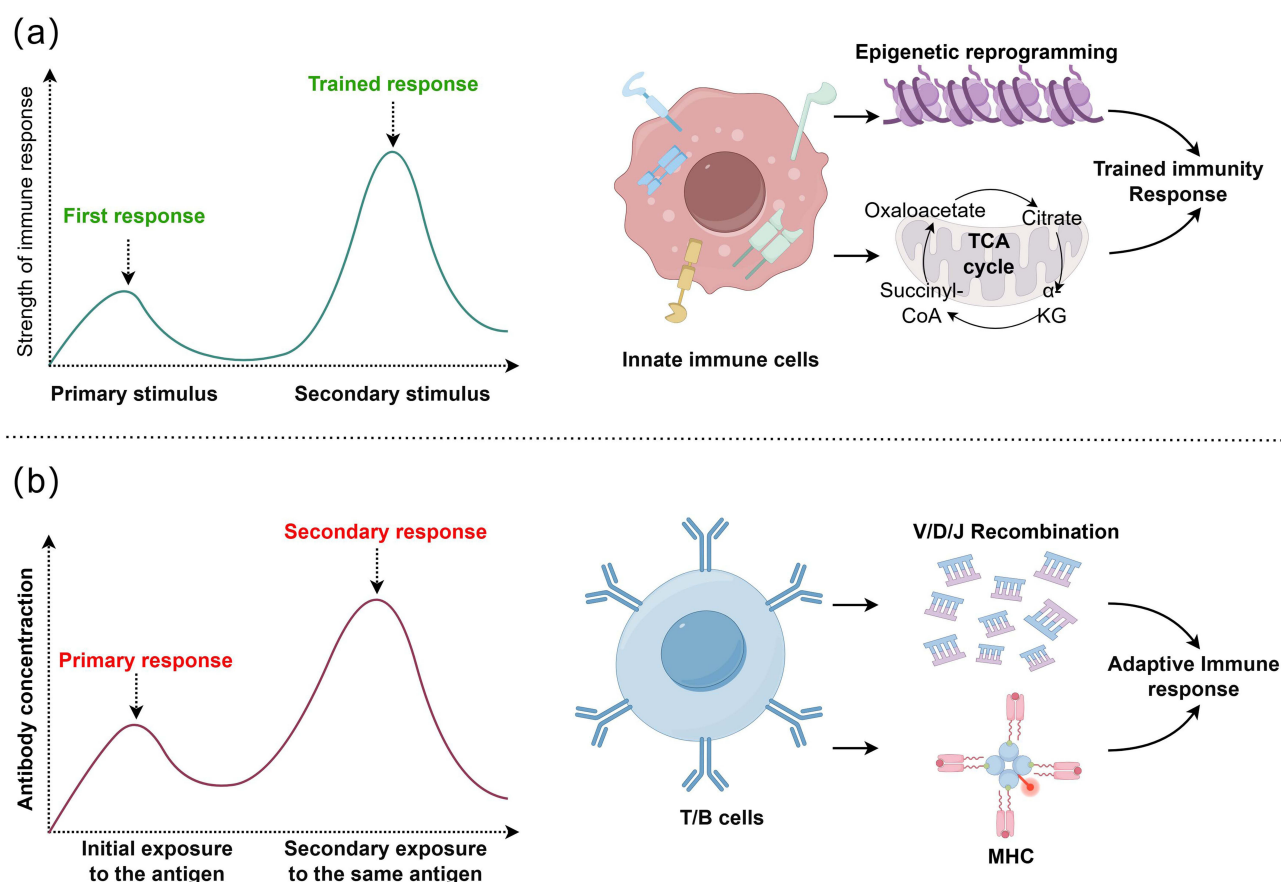 (a)
Strength of immune response
First response
Trained response
Primary stimulus
Secondary stimulus
Innate immune cells
Epigenetic reprogramming
Oxaloacetate
Citrate
TCA
cycle
Succinyl-
CoA
α-
KG
Trained immunity
Response
(b)
Antibody concentration
Primary response
Secondary response
Initial exposure
to the antigen
Secondary exposure
to the same antigen
T/B cells
V/D/J Recombination
MHC
Adaptive Immune
response